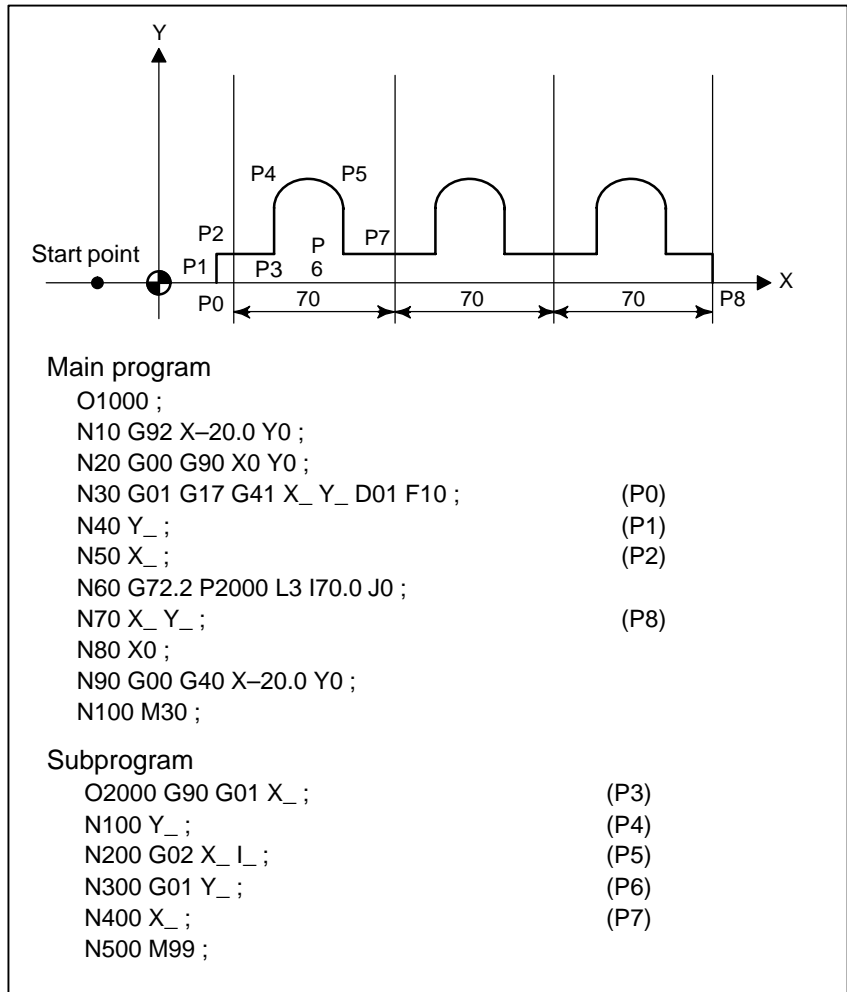 Y
P4 P5
P2 P7
Start point P1 P3 P
6
X
P0 70 70 70 P8
Main program
O1000 ;
N10 G92 X–20.0 Y0 ;
N20 G00 G90 X0 Y0 ;
N30 G01 G17 G41 X_ Y_ D01 F10 ; (P0)
N40 Y_ ; (P1)
N50 X_ ; (P2)
N60 G72.2 P2000 L3 I70.0 J0 ;
N70 X_ Y_ ; (P8)
N80 X0 ;
N90 G00 G40 X–20.0 Y0 ;
N100 M30 ;
Subprogram
O2000 G90 G01 X_ ; (P3)
N100 Y_ ; (P4)
N200 G02 X_ I_ ; (P5)
N300 G01 Y_ ; (P6)
N400 X_ ; (P7)
N500 M99 ;